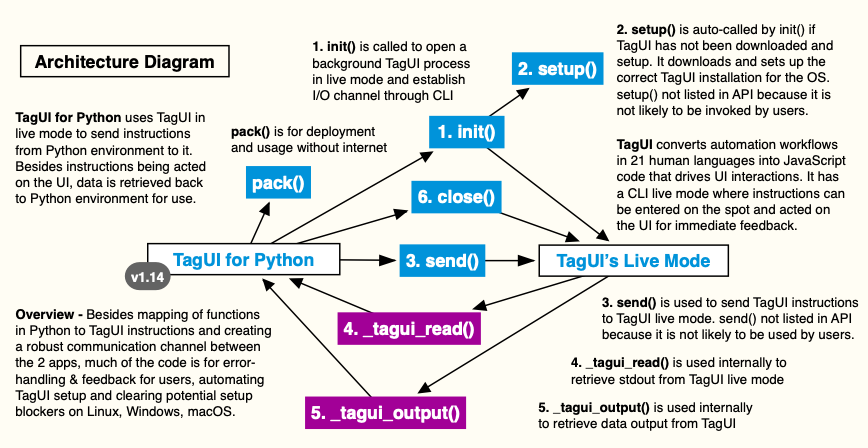 Architecture Diagram
TagUI for Python uses TagUI in
live mode to send instructions
from Python environment to it.
Besides instructions being acted
on the UI, data is retrieved back
to Python environment for use.
1. init() is called to open a
background TagUI process
in live mode and establish
I/O channel through CLI
2. setup() is auto-called by init() if
TagUI has not been downloaded and
setup. It downloads and sets up the
correct TagUI installation for the OS.
setup() not listed in API because it is
not likely to be invoked by users.
2. setup()
pack() is for deployment
and usage without internet
1. init()
TagUI converts automation workflows
in 21 human languages into JavaScript
code that drives UI interactions. It has
a CLI live mode where instructions can
be entered on the spot and acted on
the UI for immediate feedback.
pack()
6. close()
TagUI for Python
v1.14
3. send()
TagUI's Live Mode
Overview - Besides mapping of functions
in Python to TagUI instructions and creating
a robust communication channel between
the 2 apps, much of the code is for error-
handling & feedback for users, automating
TagUI setup and clearing potential setup
blockers on Linux, Windows, macOS.
4. _tagui_read()
5. _tagui_output()
3. send() is used to send TagUI instructions
to TagUI live mode. send() not listed in API
because it is not likely to be used by users.
4. _tagui_read() is used internally to
retrieve stdout from TagUI live mode
5. _tagui_output() is used internally
to retrieve data output from TagUI